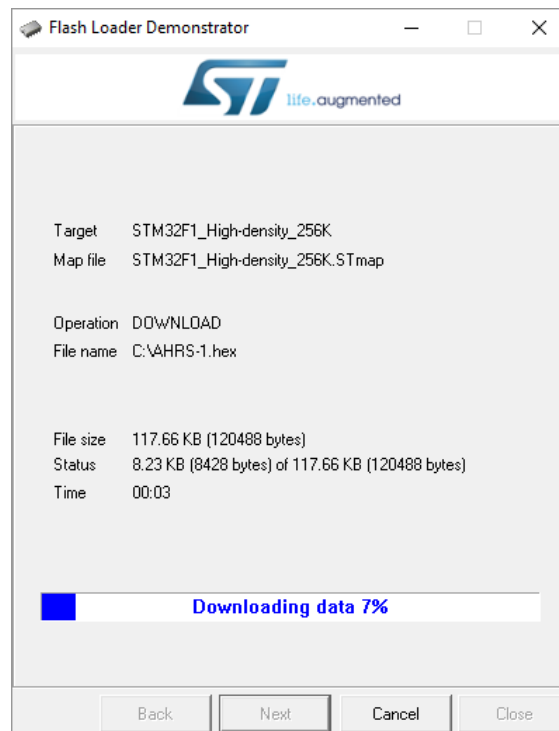 Flash Loader Demonstrator
life.augmented
Target STM32F1_High-density_256K
Map file STM32F1_High-density_256K.STmap
Operation DOWNLOAD
File name C:\AHRS-1.hex
File size 117.66 KB (120488 bytes)
Status 8.23 KB (8428 bytes) of 117.66 KB (120488 bytes)
Time 00:03
Downloading data 7%
Back Next Cancel Close